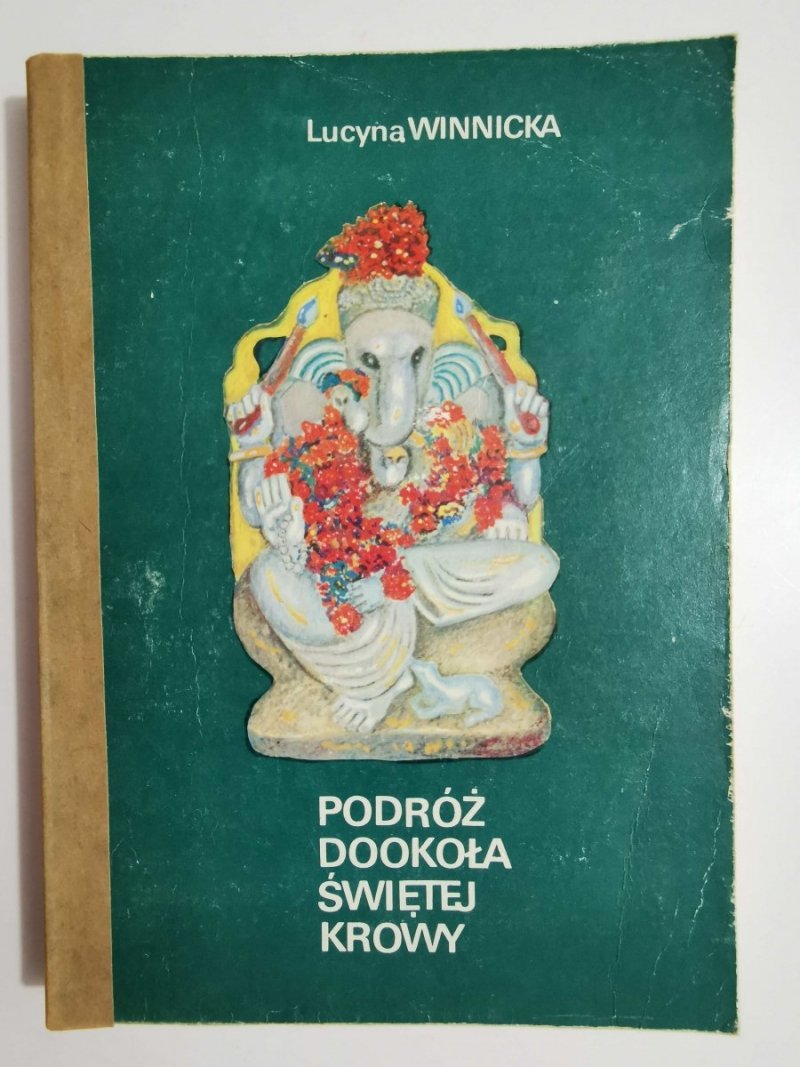 Lucyna WINNICKA
PODRÓŻ
DOOKOŁA
ŚWIĘTEJ
KROWY